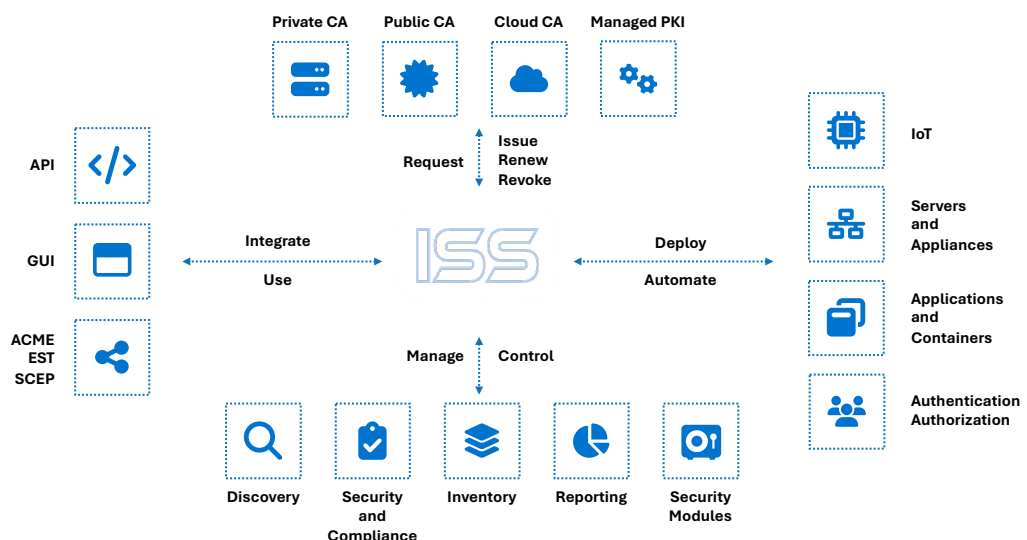 Private CA
Public CA
Cloud CA
Managed PKI
Request
Issue
Renew
Revoke
API
GUI
ACME
EST
SCEP
Integrate
Use
ISS
Deploy
Automate
IoT
Servers
and
Appliances
Applications
and
Containers
Authentication
Authorization
Manage
Control
Discovery
Security
and
Compliance
Inventory
Reporting
Security
Modules